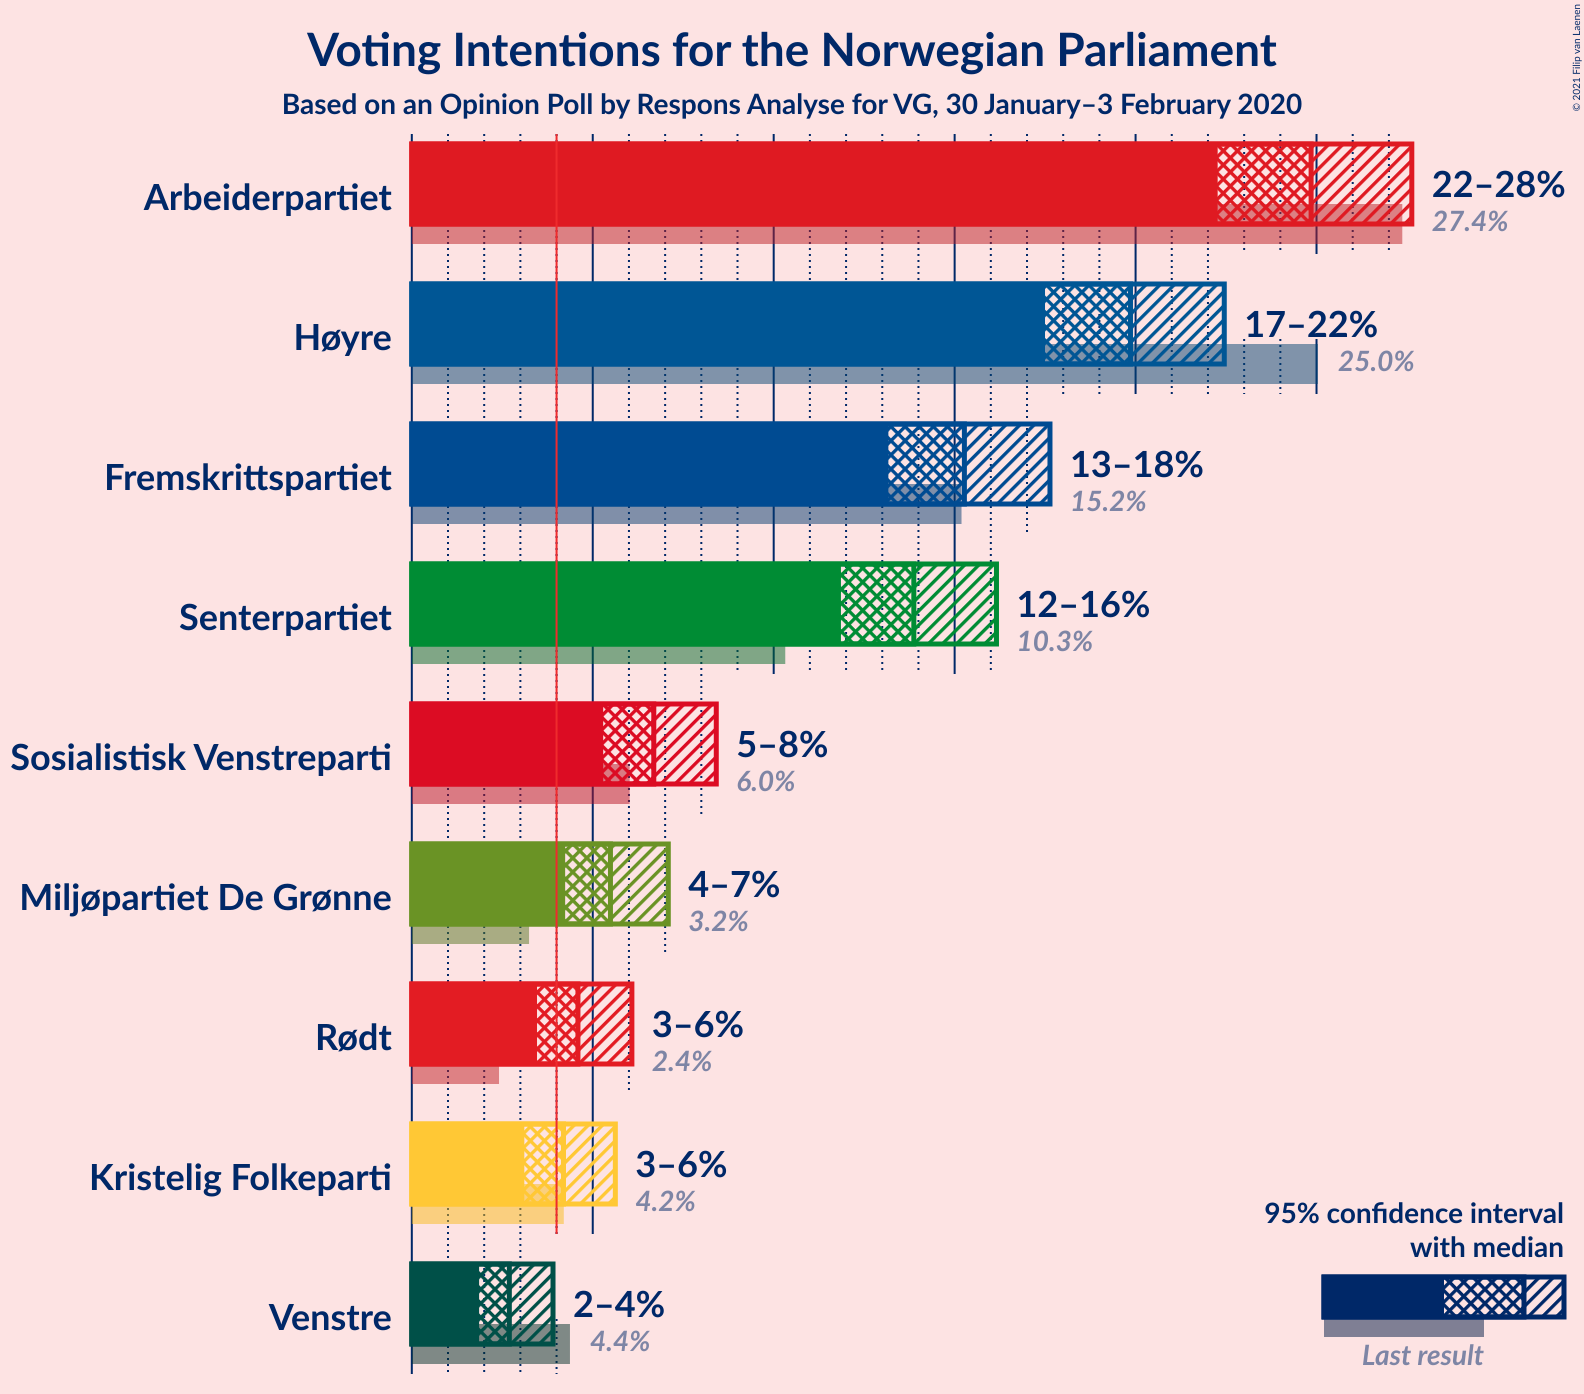 © 2021 Filip van Laenen
Voting Intentions for the Norwegian Parliament
Based on an Opinion Poll by Respons Analyse for VG, 30 January–3 February 2020
Arbeiderpartiet
22–28%
27.4%
Høyre
17–22%
25.0%
Fremskrittspartiet
13–18%
15.2%
Senterpartiet
12–16%
10.3%
Sosialistisk Venstreparti
5–8%
6.0%
Miljøpartiet De Grønne
4–7%
3.2%
Rødt
3–6%
2.4%
Kristelig Folkeparti
3–6%
4.2%
Venstre
2–4%
4.4%
95% confidence interval
with median
Last result